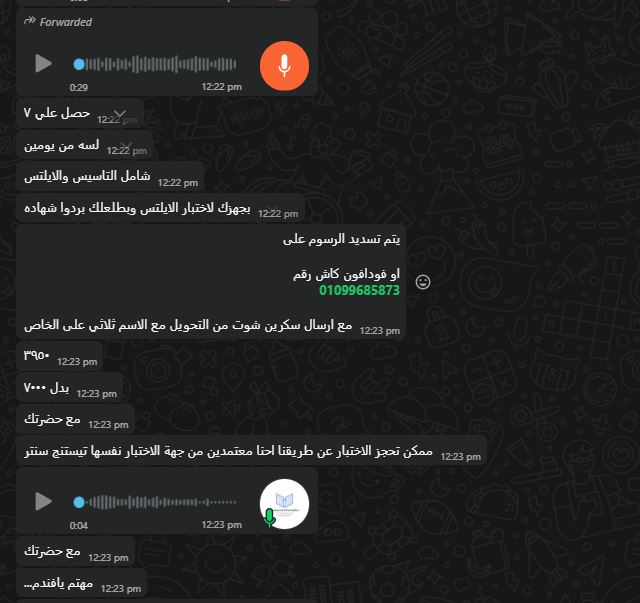 Forwarded
0:29 12:22 pm
حصل علي ٧ 12:22 pm
لسه من يومين 12:22 pm
شامل التاسيس والايلتس 12:22 pm
بجهزك لاختبار الايلتس وبطلعلك بردوا شهاده 12:22 pm
يتم تسديد الرسوم على
او فودافون كاش رقم
01099685873
مع ارسال سكرين شوت من التحويل مع الاسم ثلاثي على الخاص 12:23 pm
٣٩٥٠ 12:23 pm
بدل ٧٠٠٠ 12:23 pm
مع حضرتك 12:23 pm
ممكن تحجز الاختبار عن طريقنا احنا معتمدين من جهة الاختبار نفسها تيستنج سنتر 12:23 pm
0:04 12:23 pm
مع حضرتك 12:23 pm
مهتم يافندم... 12:23 pm